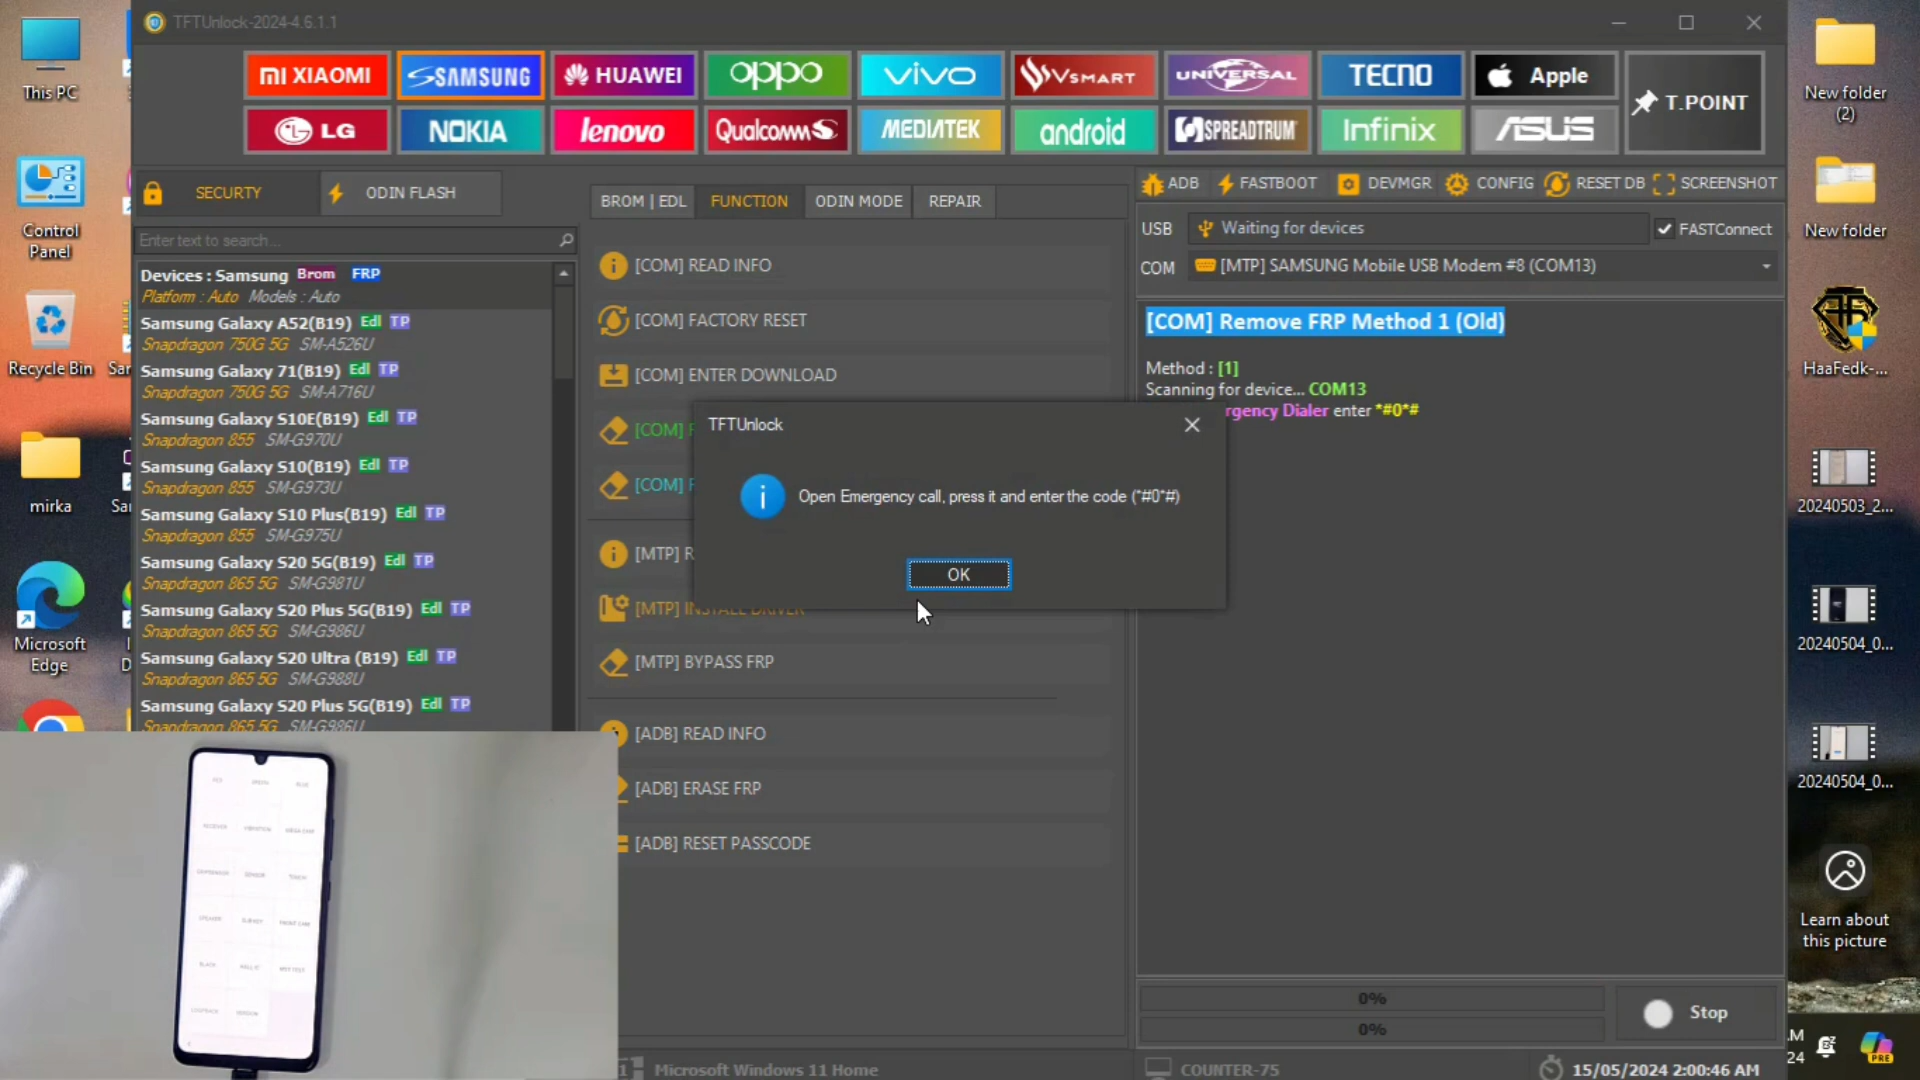 TFTUnlock-2024-4.6.1.1
XIAOMI
SAMSUNG
HUAWEI
oppo
vivo
VSMART
UNIVERSAL
TECNO
Apple
T.POINT
LG
NOKIA
lenovo
Qualcomm
MEDIATEK
android
SPREADTRUM
Infinix
ASUS
SECURTY
ODIN FLASH
BROM | EDL
FUNCTION
ODIN MODE
REPAIR
ADB
FASTBOOT
DEVMGR
CONFIG
RESET DB
SCREENSHOT
Enter text to search...
USB
Waiting for devices
FASTConnect
COM
[MTP] SAMSUNG Mobile USB Modem #8 (COM13)
Devices : Samsung Brom FRP
Platform : Auto Models : Auto
Samsung Galaxy A52(B19) Edl TP
Snapdragon 750G 5G SM-A526U
Samsung Galaxy 71(B19) Edl TP
Snapdragon 750G 5G SM-A716U
Samsung Galaxy S10E(B19) Edl TP
Snapdragon 855 SM-G970U
Samsung Galaxy S10(B19) Edl TP
Snapdragon 855 SM-G973U
Samsung Galaxy S10 Plus(B19) Edl TP
Snapdragon 855 SM-G975U
Samsung Galaxy S20 5G(B19) Edl TP
Snapdragon 865 5G SM-G981U
Samsung Galaxy S20 Plus 5G(B19) Edl TP
Snapdragon 865 5G SM-G986U
Samsung Galaxy S20 Ultra (B19) Edl TP
Snapdragon 865 5G SM-G988U
Samsung Galaxy S20 Plus 5G(B19) Edl TP
Snapdragon 865 5G SM-G986U
[COM] READ INFO
[COM] FACTORY RESET
[COM] ENTER DOWNLOAD
[COM] F
[COM] F
[MTP] R
[MTP] INSTALL DRIVER
[MTP] BYPASS FRP
[ADB] READ INFO
[ADB] ERASE FRP
[ADB] RESET PASSCODE
[COM] Remove FRP Method 1 (Old)
Method : [1]
Scanning for device... COM13
rgency Dialer enter *#0*#
TFTUnlock
Open Emergency call, press it and enter the code (*#0*#)
OK
0%
0%
Stop
Microsoft Windows 11 Home
COUNTER-75
15/05/2024 2:00:46 AM
This PC
Control
Panel
Recycle Bin
mirka
Microsoft
Edge
New folder
(2)
New folder
HaaFedk-...
20240503_2...
20240504_0...
20240504_0...
Learn about
this picture
PRE